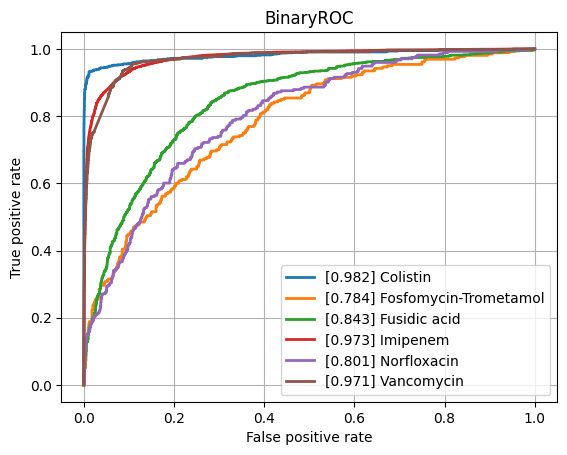 BinaryROC
True positive rate
1.0
0.8
0.6
0.4
0.2
0.0
[0.982] Colistin
[0.784] Fosfomycin-Trometamol
[0.843] Fusidic acid
[0.973] Imipenem
[0.801] Norfloxacin
[0.971] Vancomycin
0.0 0.2 0.4 0.6 0.8 1.0
False positive rate